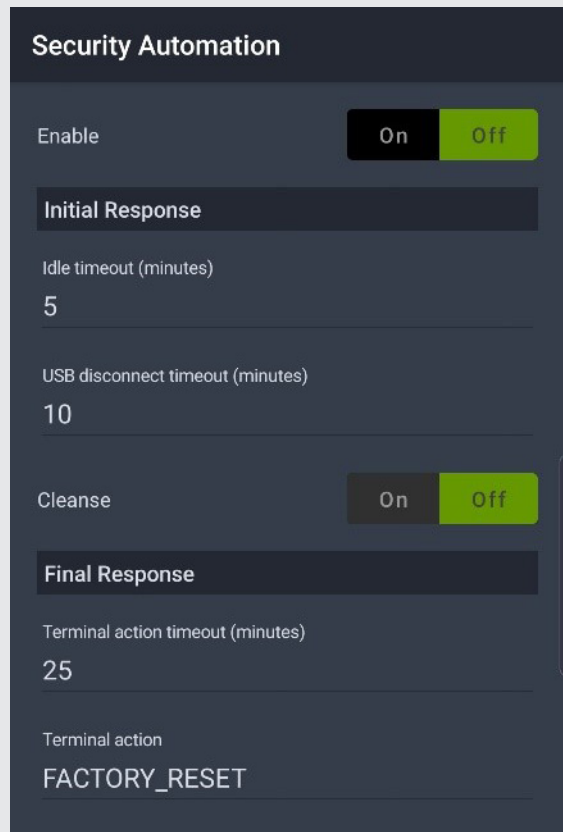 Security Automation
Enable On Off
Initial Response
Idle timeout (minutes)
5
USB disconnect timeout (minutes)
10
Cleanse On Off
Final Response
Terminal action timeout (minutes)
25
Terminal action
FACTORY_RESET